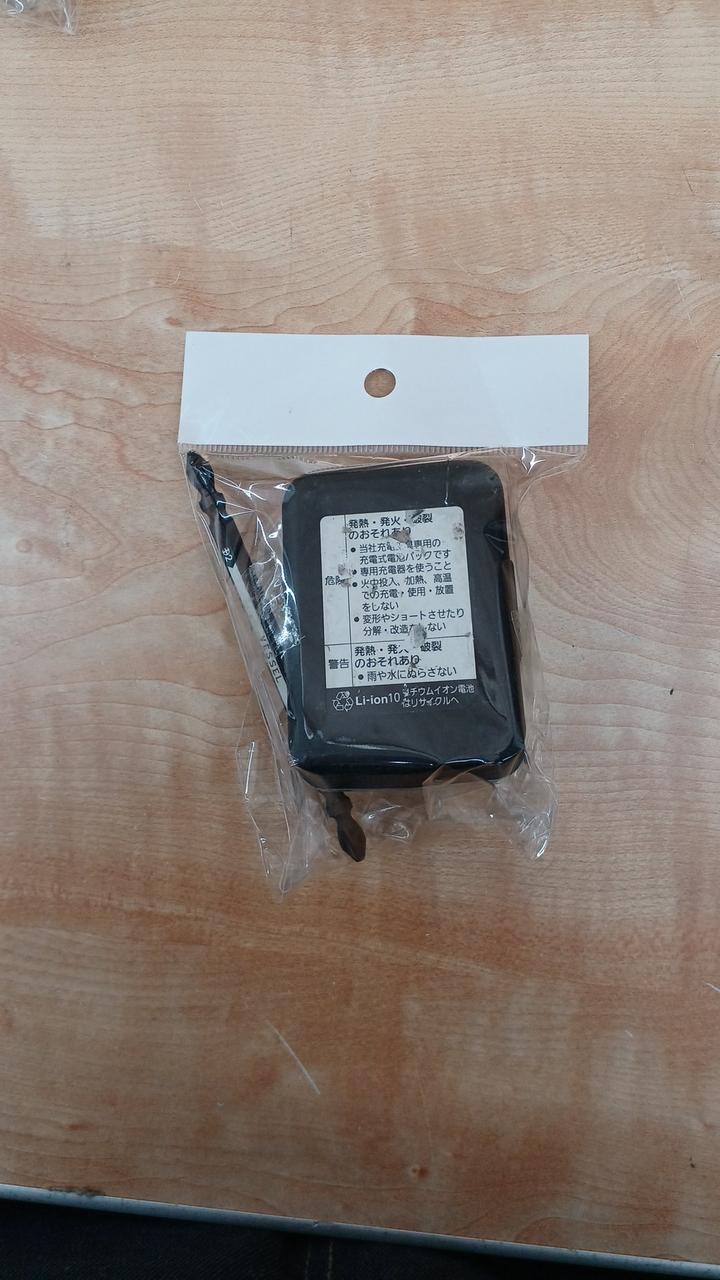 発熱・発火・破裂
のおそれあり
危険
●当社充電 専用の
充電式電池パックです
●専用充電器を使うこと
●火中投入、加熱、高温
での充電・使用・放置
をしない
●変形やショートさせたり
分解・改造 しない
警告
発熱・発火・破裂
のおそれあり
●雨や水にぬらさない
Li-ion10
リチウムイオン電池
はリサイクルへ
VESSEL